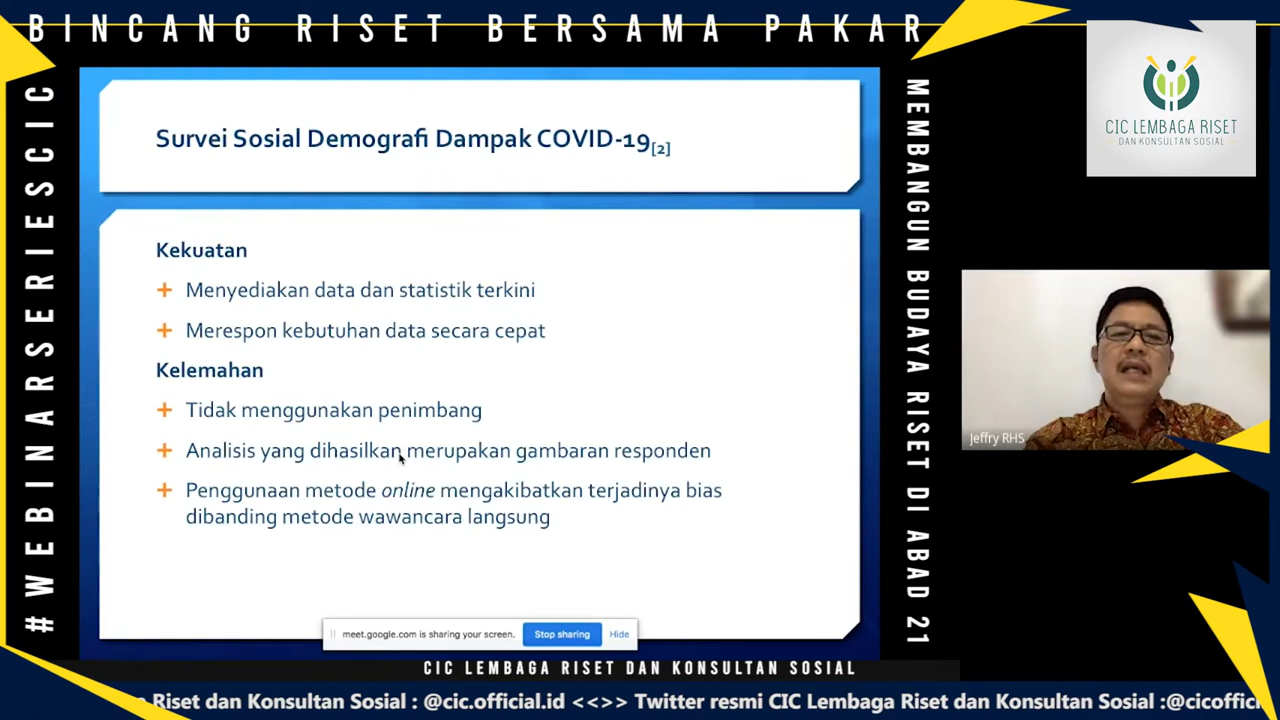 BINCANG RISET BERSAMA PAKAR
#WEBINARSERIESCIC
Survei Sosial Demografi Dampak COVID-19[2]
Kekuatan
+ Menyediakan data dan statistik terkini
+ Merespon kebutuhan data secara cepat
Kelemahan
+ Tidak menggunakan penimbang
+ Analisis yang dihasilkan merupakan gambaran responden
+ Penggunaan metode online mengakibatkan terjadinya bias
dibanding metode wawancara langsung
meet.google.com is sharing your screen. Stop sharing Hide
MEMBANGUN BUDAYA RISET DI ABAD 21
CIC LEMBAGA RISET
DAN KONSULTAN SOSIAL
Jeffry RHS
CIC LEMBAGA RISET DAN KONSULTAN SOSIAL
Riset dan Konsultan Sosial : @cic.official.id <<>> Twitter resmi CIC Lembaga Riset dan Konsultan Sosial :@cicoffici